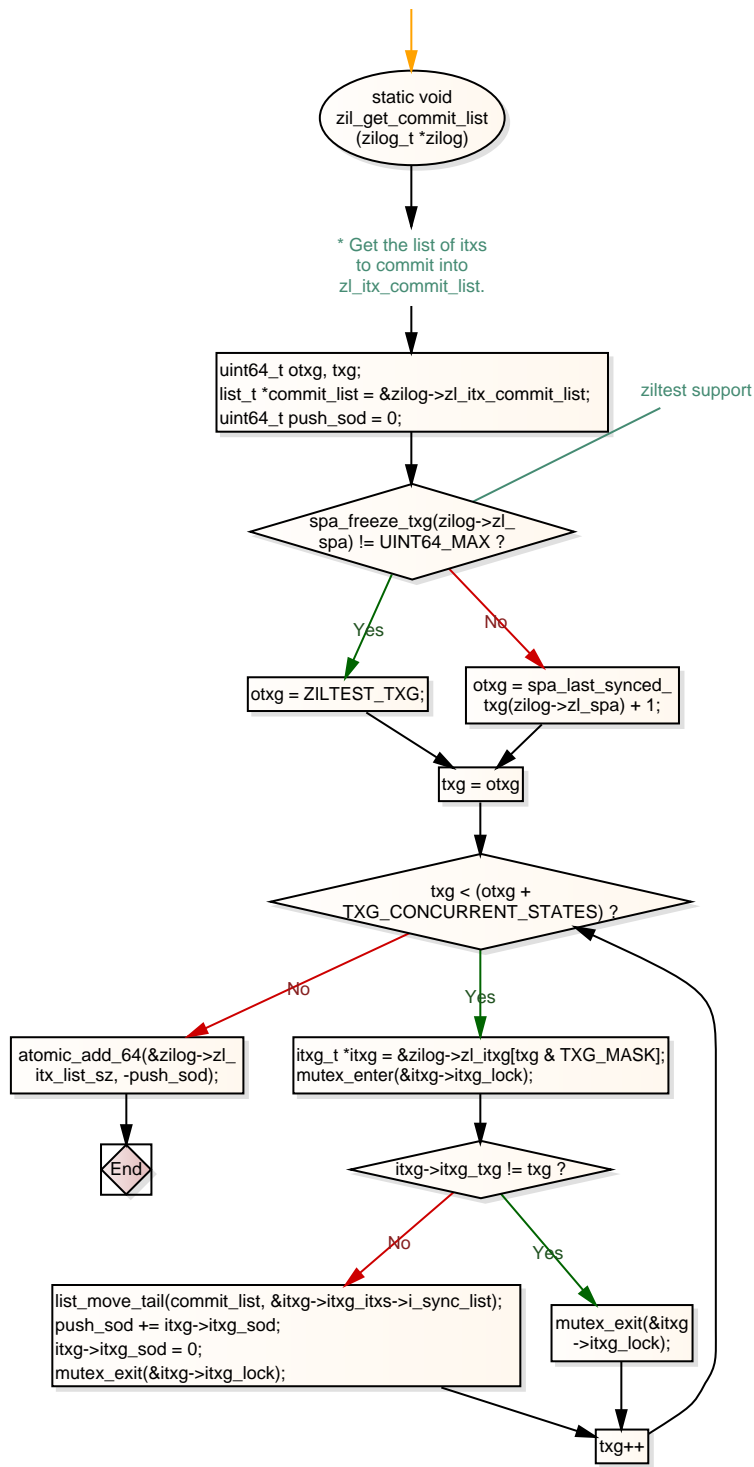 static void
zil_get_commit_list
(zilog_t *zilog)
* Get the list of itxs
to commit into
zl_itx_commit_list.
uint64_t otxg, txg;
list_t *commit_list = &zilog->zl_itx_commit_list;
uint64_t push_sod = 0;
ziltest support
spa_freeze_txg(zilog->zl_
spa) != UINT64_MAX ?
Yes
No
otxg = ZILTEST_TXG;
otxg = spa_last_synced_
txg(zilog->zl_spa) + 1;
txg = otxg
txg < (otxg +
TXG_CONCURRENT_STATES) ?
No
Yes
atomic_add_64(&zilog->zl_
itx_list_sz, -push_sod);
itxg_t *itxg = &zilog->zl_itxg[txg & TXG_MASK];
mutex_enter(&itxg->itxg_lock);
End
itxg->itxg_txg != txg ?
No
Yes
list_move_tail(commit_list, &itxg->itxg_itxs->i_sync_list);
push_sod += itxg->itxg_sod;
itxg->itxg_sod = 0;
mutex_exit(&itxg->itxg_lock);
mutex_exit(&itxg
->itxg_lock);
txg++